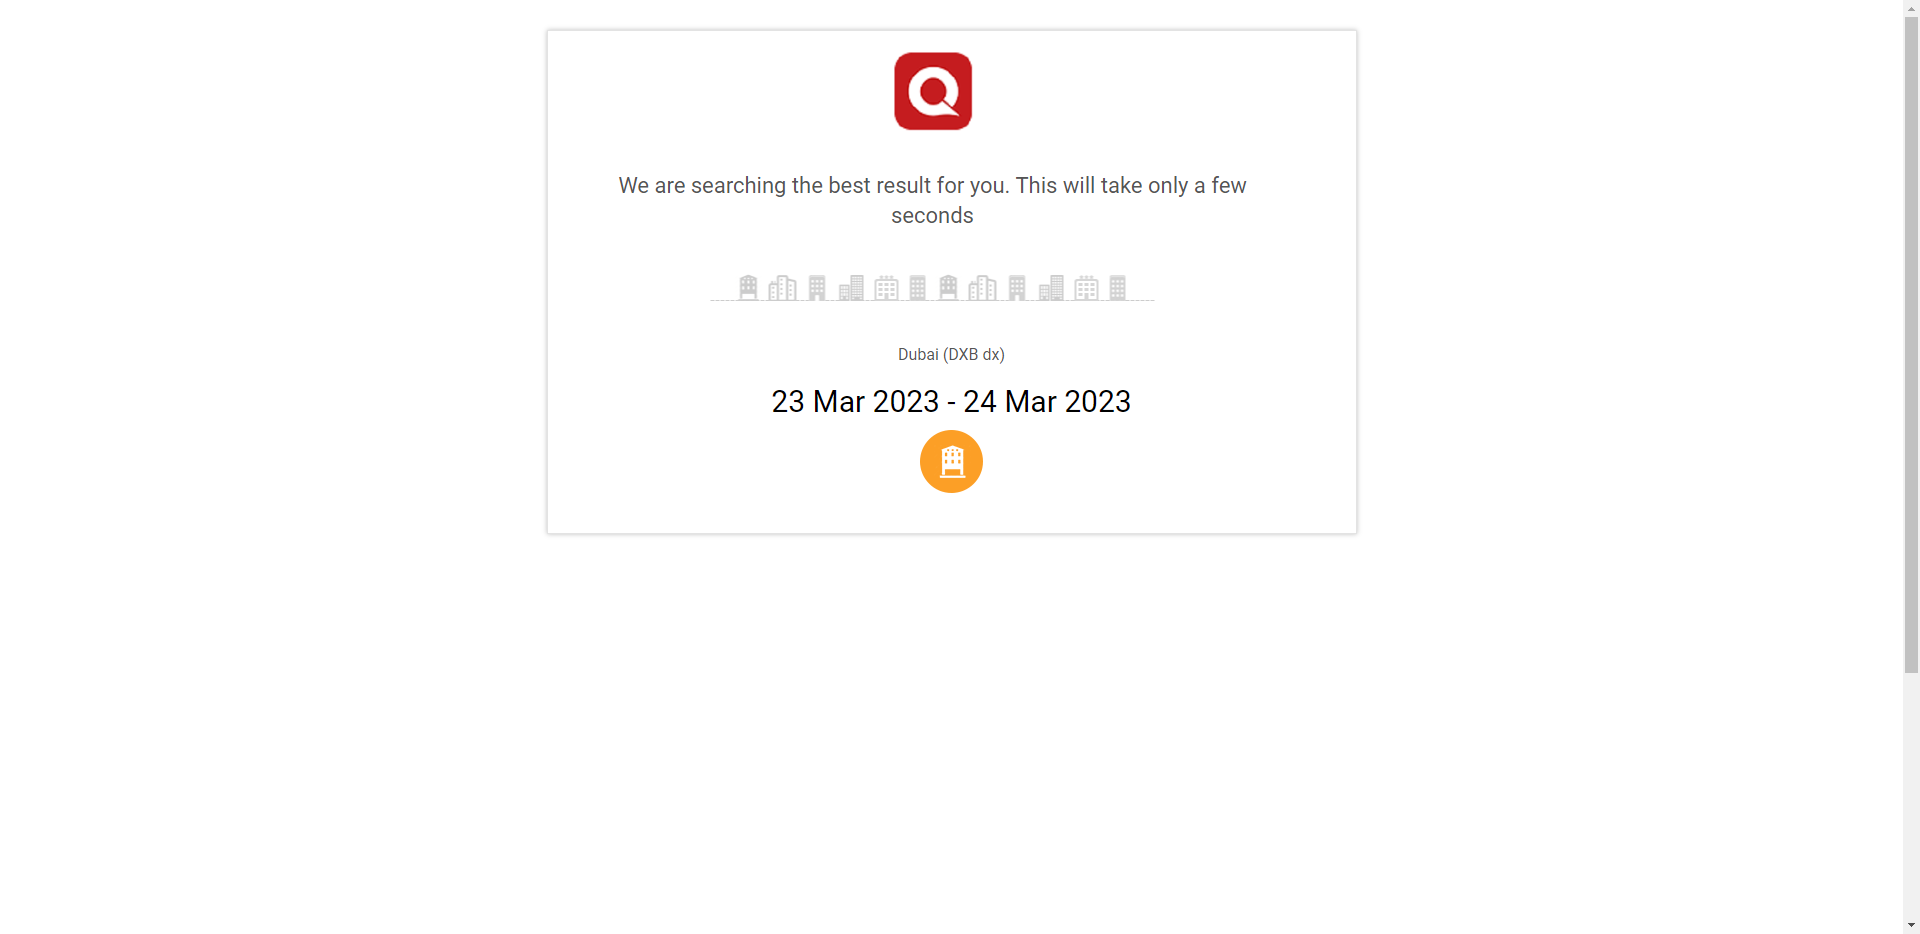 We are searching the best result for you. This will take only a few
seconds
Dubai (DXB dx)
23 Mar 2023 - 24 Mar 2023